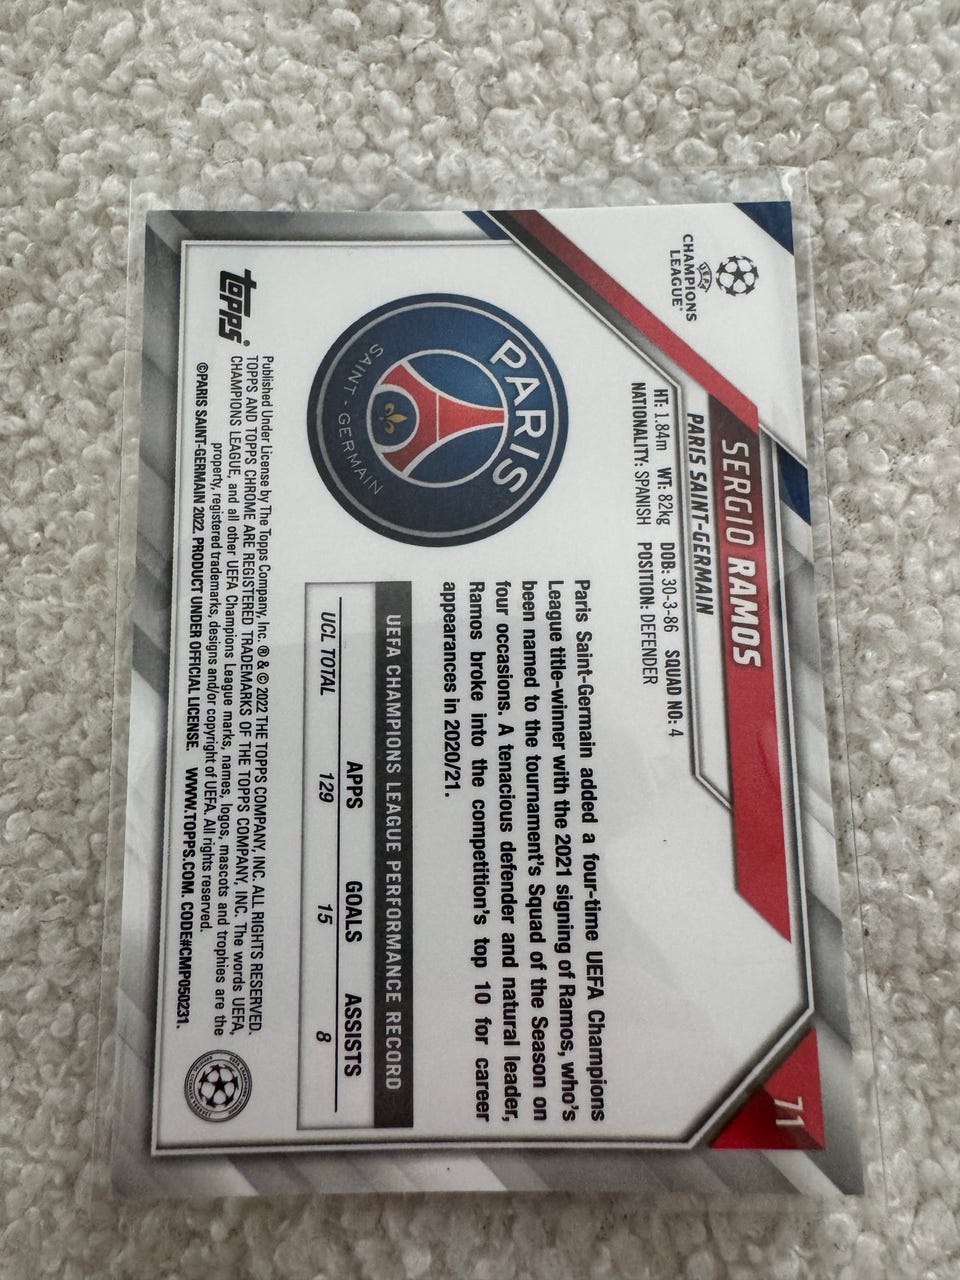 UEFA
CHAMPIONS
LEAGUE®
71
SERGIO RAMOS
PARIS SAINT-GERMAIN
HT: 1.84m WT: 82kg DOB: 30-3-86 SQUAD NO: 4
NATIONALITY: SPANISH POSITION: DEFENDER
PARIS
SAINT-GERMAIN
Paris Saint-Germain added a four-time UEFA Champions
League title-winner with the 2021 signing of Ramos, who's
been named to the tournament's Squad of the Season on
four occasions. A tenacious defender and natural leader,
Ramos broke into the competition's top 10 for career
appearances in 2020/21.
UEFA CHAMPIONS LEAGUE PERFORMANCE RECORD
APPS GOALS ASSISTS
UCL TOTAL 129 15 8
topps®
Published Under License by The Topps Company, Inc. ® & © 2022 THE TOPPS COMPANY, INC. ALL RIGHTS RESERVED.
TOPPS AND TOPPS CHROME ARE REGISTERED TRADEMARKS OF THE TOPPS COMPANY, INC. The words UEFA,
CHAMPIONS LEAGUE, and all other UEFA Champions League marks, names, logos, mascots and trophies are the
property, registered trademarks, designs and/or copyright of UEFA. All rights reserved.
©PARIS SAINT-GERMAIN 2022. PRODUCT UNDER OFFICIAL LICENSE. WWW.TOPPS.COM. CODE#CMP050231.